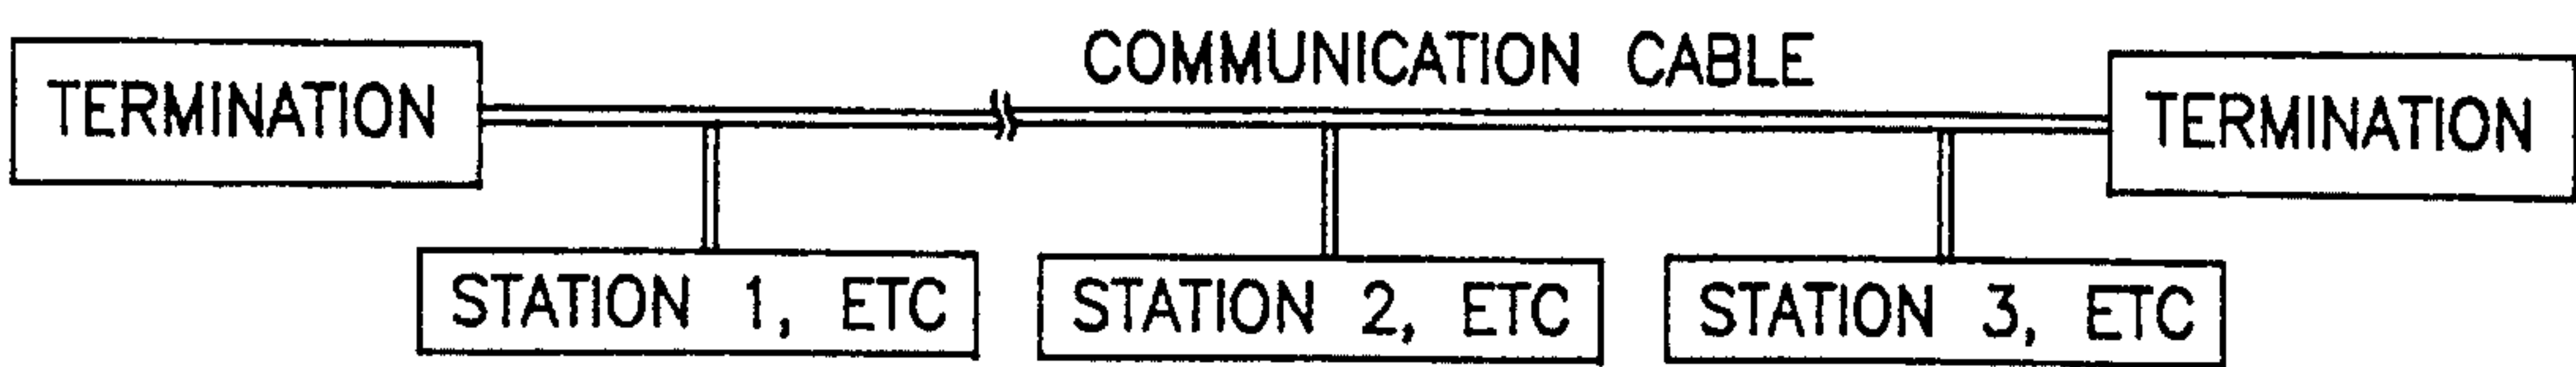 COMMUNICATION CABLE
TERMINATION
TERMINATION
STATION 1, ETC
STATION 2, ETC
STATION 3, ETC